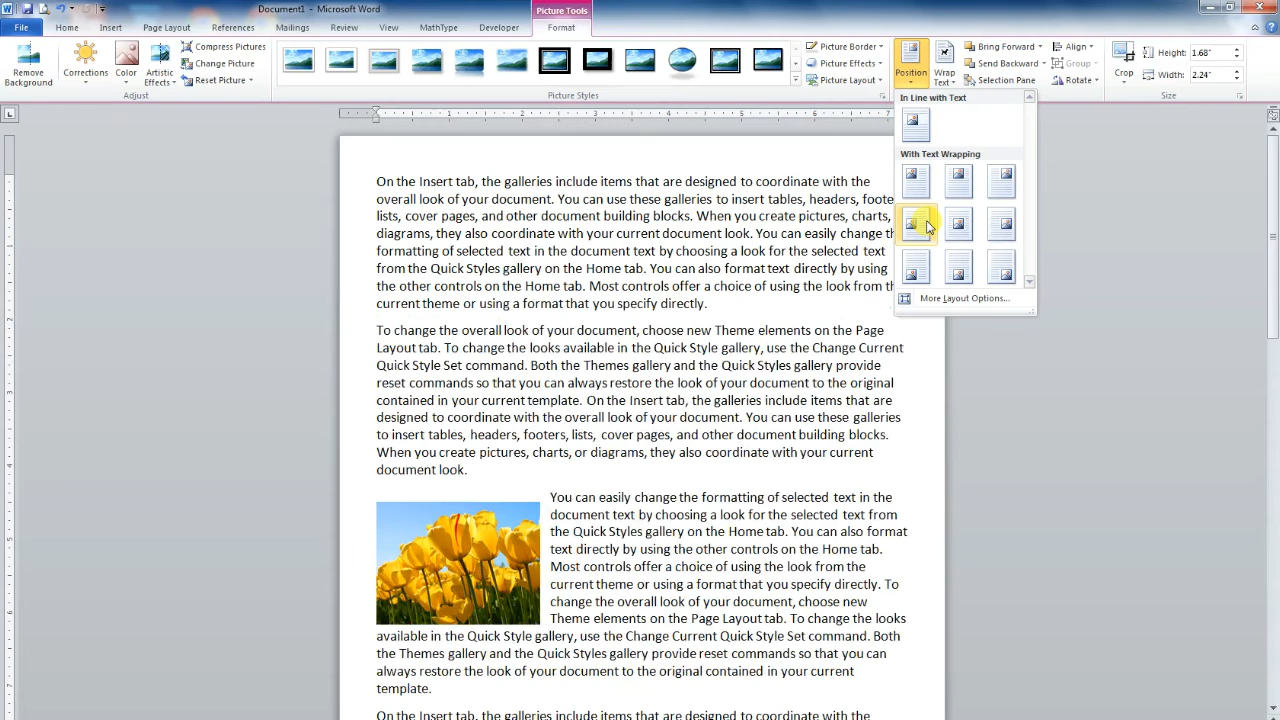 Document1 - Microsoft Word
Picture Tools
File Home Insert Page Layout References Mailings Review View MathType Developer Format
Remove Background
Corrections
Color
Artistic Effects
Compress Pictures
Change Picture
Reset Picture
Adjust
Picture Styles
Picture Border
Picture Effects
Picture Layout
Position
Wrap Text
Bring Forward
Send Backward
Selection Pane
Align
Group
Rotate
Crop
Height: 1.68"
Width: 2.24"
Size
In Line with Text
With Text Wrapping
More Layout Options...
1 2 3 4 5 6 7
On the Insert tab, the galleries include items that are designed to coordinate with the
overall look of your document. You can use these galleries to insert tables, headers, foote
lists, cover pages, and other document building blocks. When you create pictures, charts,
diagrams, they also coordinate with your current document look. You can easily change th
formatting of selected text in the document text by choosing a look for the selected text
from the Quick Styles gallery on the Home tab. You can also format text directly by using
the other controls on the Home tab. Most controls offer a choice of using the look from th
current theme or using a format that you specify directly.
To change the overall look of your document, choose new Theme elements on the Page
Layout tab. To change the looks available in the Quick Style gallery, use the Change Current
Quick Style Set command. Both the Themes gallery and the Quick Styles gallery provide
reset commands so that you can always restore the look of your document to the original
contained in your current template. On the Insert tab, the galleries include items that are
designed to coordinate with the overall look of your document. You can use these galleries
to insert tables, headers, footers, lists, cover pages, and other document building blocks.
When you create pictures, charts, or diagrams, they also coordinate with your current
document look.
You can easily change the formatting of selected text in the
document text by choosing a look for the selected text from
the Quick Styles gallery on the Home tab. You can also format
text directly by using the other controls on the Home tab.
Most controls offer a choice of using the look from the
current theme or using a format that you specify directly. To
change the overall look of your document, choose new
Theme elements on the Page Layout tab. To change the looks
available in the Quick Style gallery, use the Change Current Quick Style Set command. Both
the Themes gallery and the Quick Styles gallery provide reset commands so that you can
always restore the look of your document to the original contained in your current
template.
On the Insert tab, the galleries include items that are designed to coordinate with the